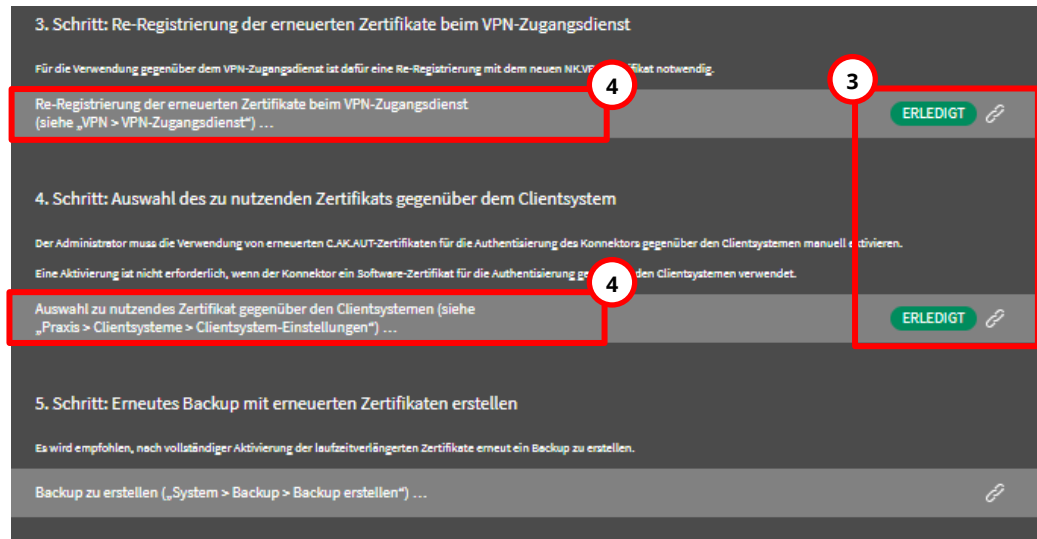 3. Schritt: Re-Registrierung der erneuerten Zertifikate beim VPN-Zugangsdienst
Für die Verwendung gegenüber dem VPN-Zugangsdienst ist dafür eine Re-Registrierung mit dem neuen NK.VP fikat notwendig.
4
3
Re-Registrierung der erneuerten Zertifikate beim VPN-Zugangsdienst
(siehe „VPN > VPN-Zugangsdienst“) ...
ERLEDIGT
4. Schritt: Auswahl des zu nutzenden Zertifikats gegenüber dem Clientsystem
Der Administrator muss die Verwendung von erneuerten C.AK.AUT-Zertifikaten für die Authentisierung des Konnektors gegenüber den Clientsystemen manuell aktivieren.
Eine Aktivierung ist nicht erforderlich, wenn der Konnektor ein Software-Zertifikat für die Authentisierung ge den Clientsystemen verwendet.
4
Auswahl zu nutzendes Zertifikat gegenüber den Clientsystemen (siehe
„Praxis > Clientsysteme > Clientsystem-Einstellungen“) ...
ERLEDIGT
5. Schritt: Erneutes Backup mit erneuerten Zertifikaten erstellen
Es wird empfohlen, nach vollständiger Aktivierung der laufzeitverlängerten Zertifikate erneut ein Backup zu erstellen.
Backup zu erstellen („System > Backup > Backup erstellen“) ...